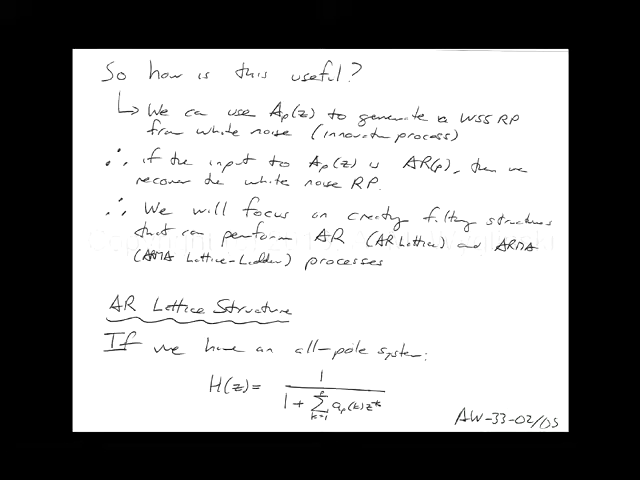 So how is this useful?
↳ We can use Aₚ(z) to generate a WSS RP
from white noise (innovation process)
∴ if the input to Aₚ(z) is AR(p), then we
recover the white noise RP.
∴ We will focus on creating filtering structures
that can perform AR (AR Lattice) and ARMA
(ARMA Lattice-Ladder) processes
AR Lattice Structure
If we have an all-pole system:
H(z) = 1 / (1 + Σ_{k=1}^{p} aₚ(k) z⁻ᵏ)
AW-33-02/05